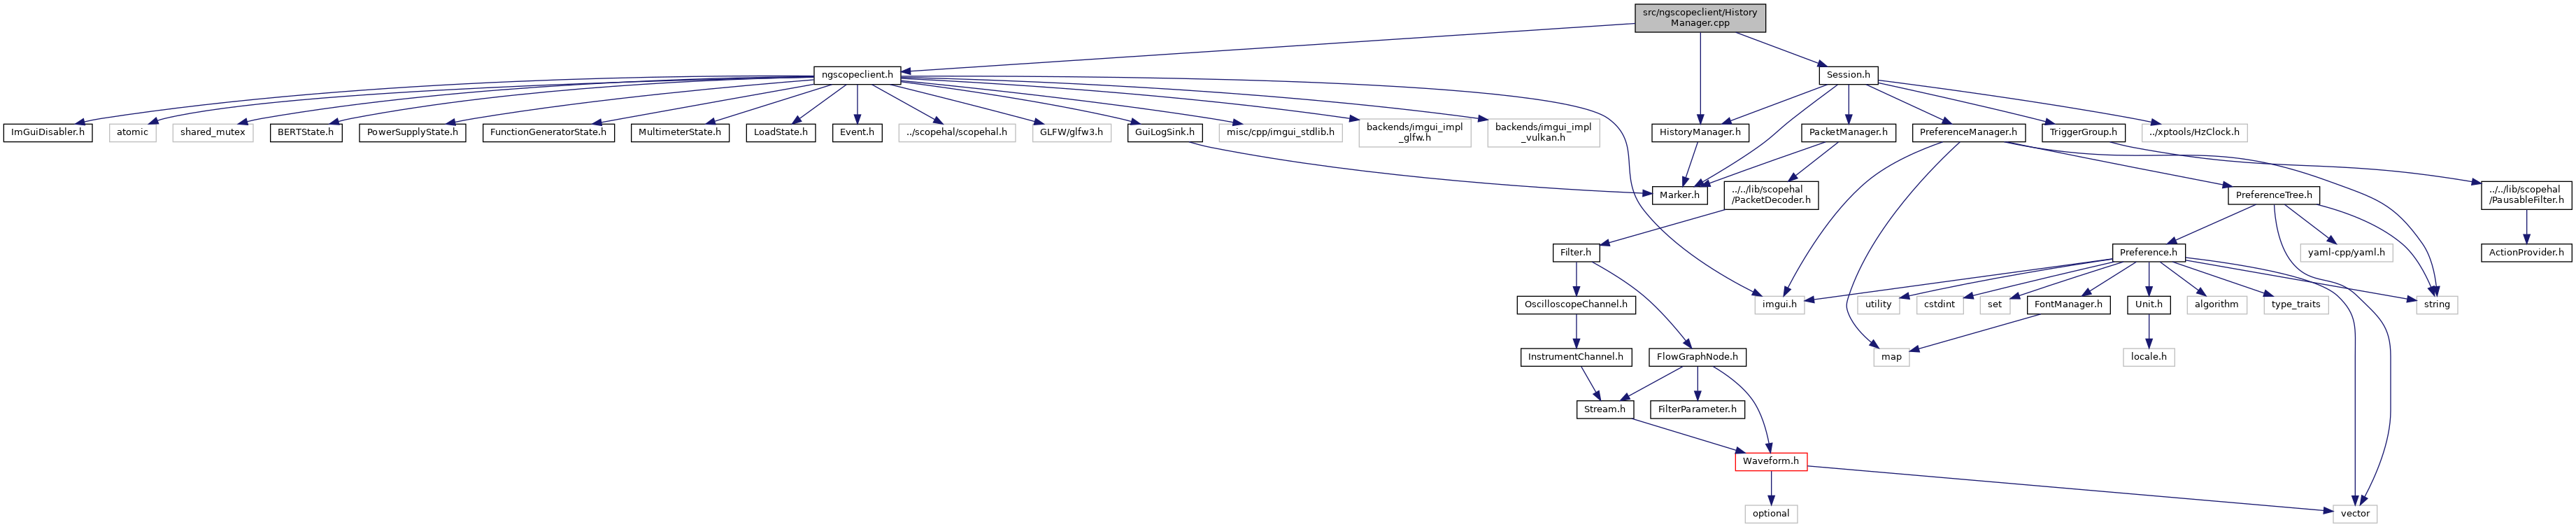 src/ngscopeclient/History
Manager.cpp
ngscopeclient.h
Session.h
ImGuiDisabler.h
atomic
shared_mutex
BERTState.h
PowerSupplyState.h
FunctionGeneratorState.h
MultimeterState.h
LoadState.h
Event.h
../scopehal/scopehal.h
GLFW/glfw3.h
GuiLogSink.h
misc/cpp/imgui_stdlib.h
backends/imgui_impl
_glfw.h
backends/imgui_impl
_vulkan.h
HistoryManager.h
PacketManager.h
PreferenceManager.h
TriggerGroup.h
../xptools/HzClock.h
Marker.h
../../lib/scopehal
/PacketDecoder.h
PreferenceTree.h
../../lib/scopehal
/PausableFilter.h
Filter.h
Preference.h
yaml-cpp/yaml.h
ActionProvider.h
OscilloscopeChannel.h
imgui.h
utility
cstdint
set
FontManager.h
Unit.h
algorithm
type_traits
string
InstrumentChannel.h
FlowGraphNode.h
map
locale.h
Stream.h
FilterParameter.h
Waveform.h
optional
vector